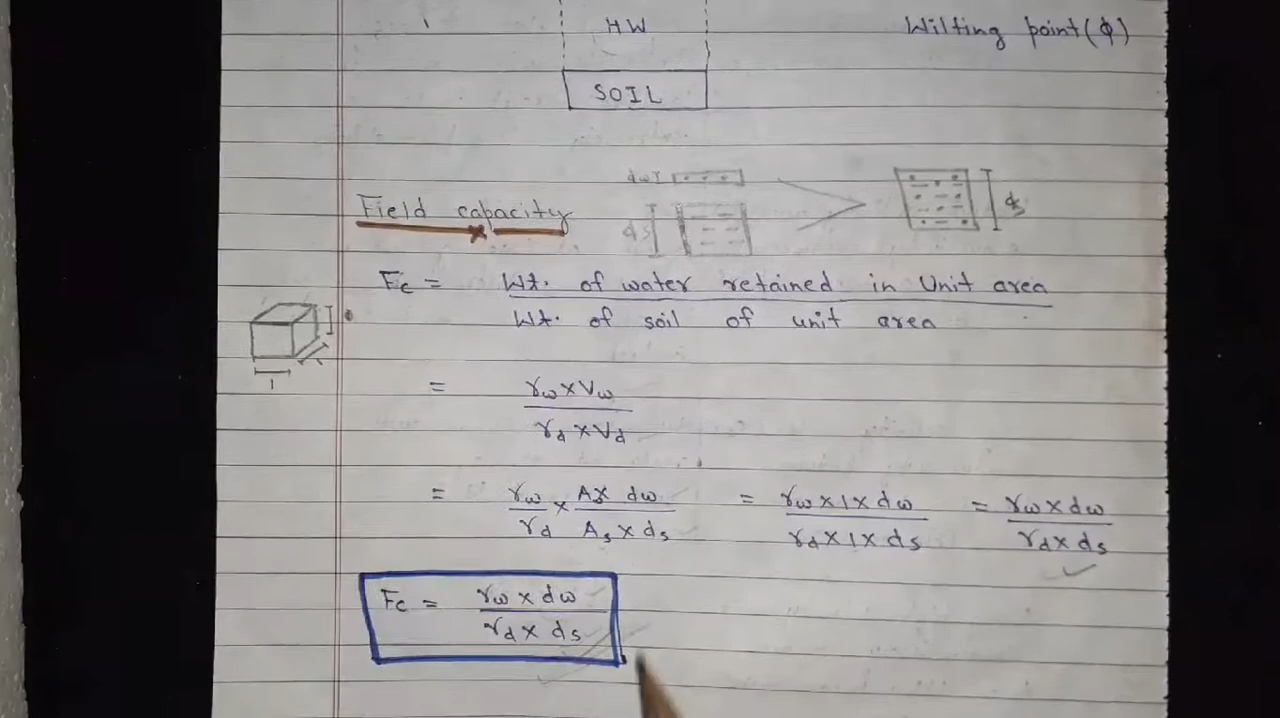 HW
Wilting point(φ)
SOIL
dw
ds
ds
Field capacity
Fc = Wt. of water retained in Unit area
Wt. of soil of unit area
1
= γw x Vw
γd x Vd
= γw x A x dw = γw x 1 x dw = γw x dw
γd As x ds γd x 1 x ds γd x ds
Fc = γw x dw
γd x ds